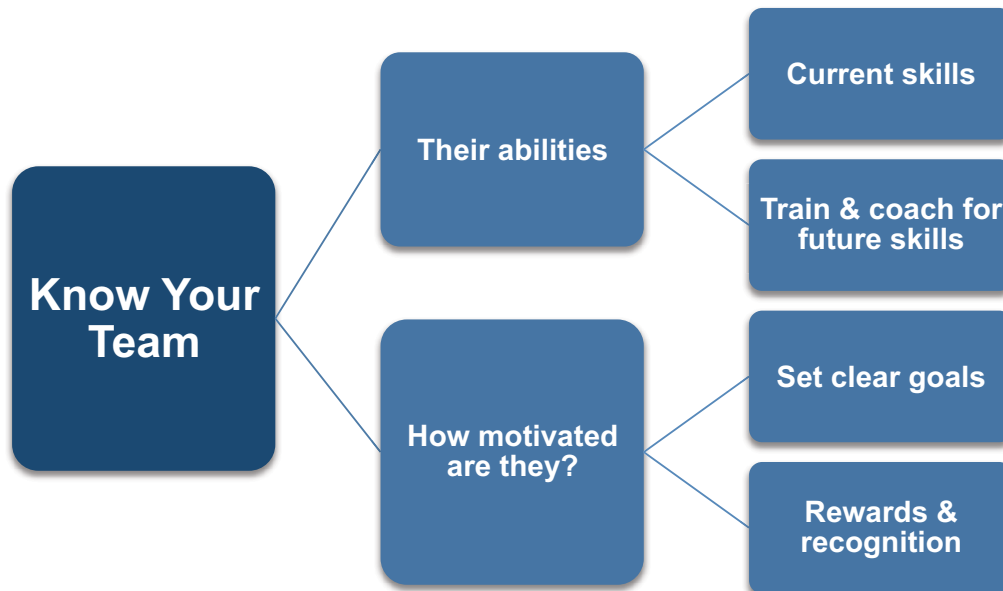 Know Your
Team
Their abilities
Current skills
Train & coach for
future skills
How motivated
are they?
Set clear goals
Rewards &
recognition